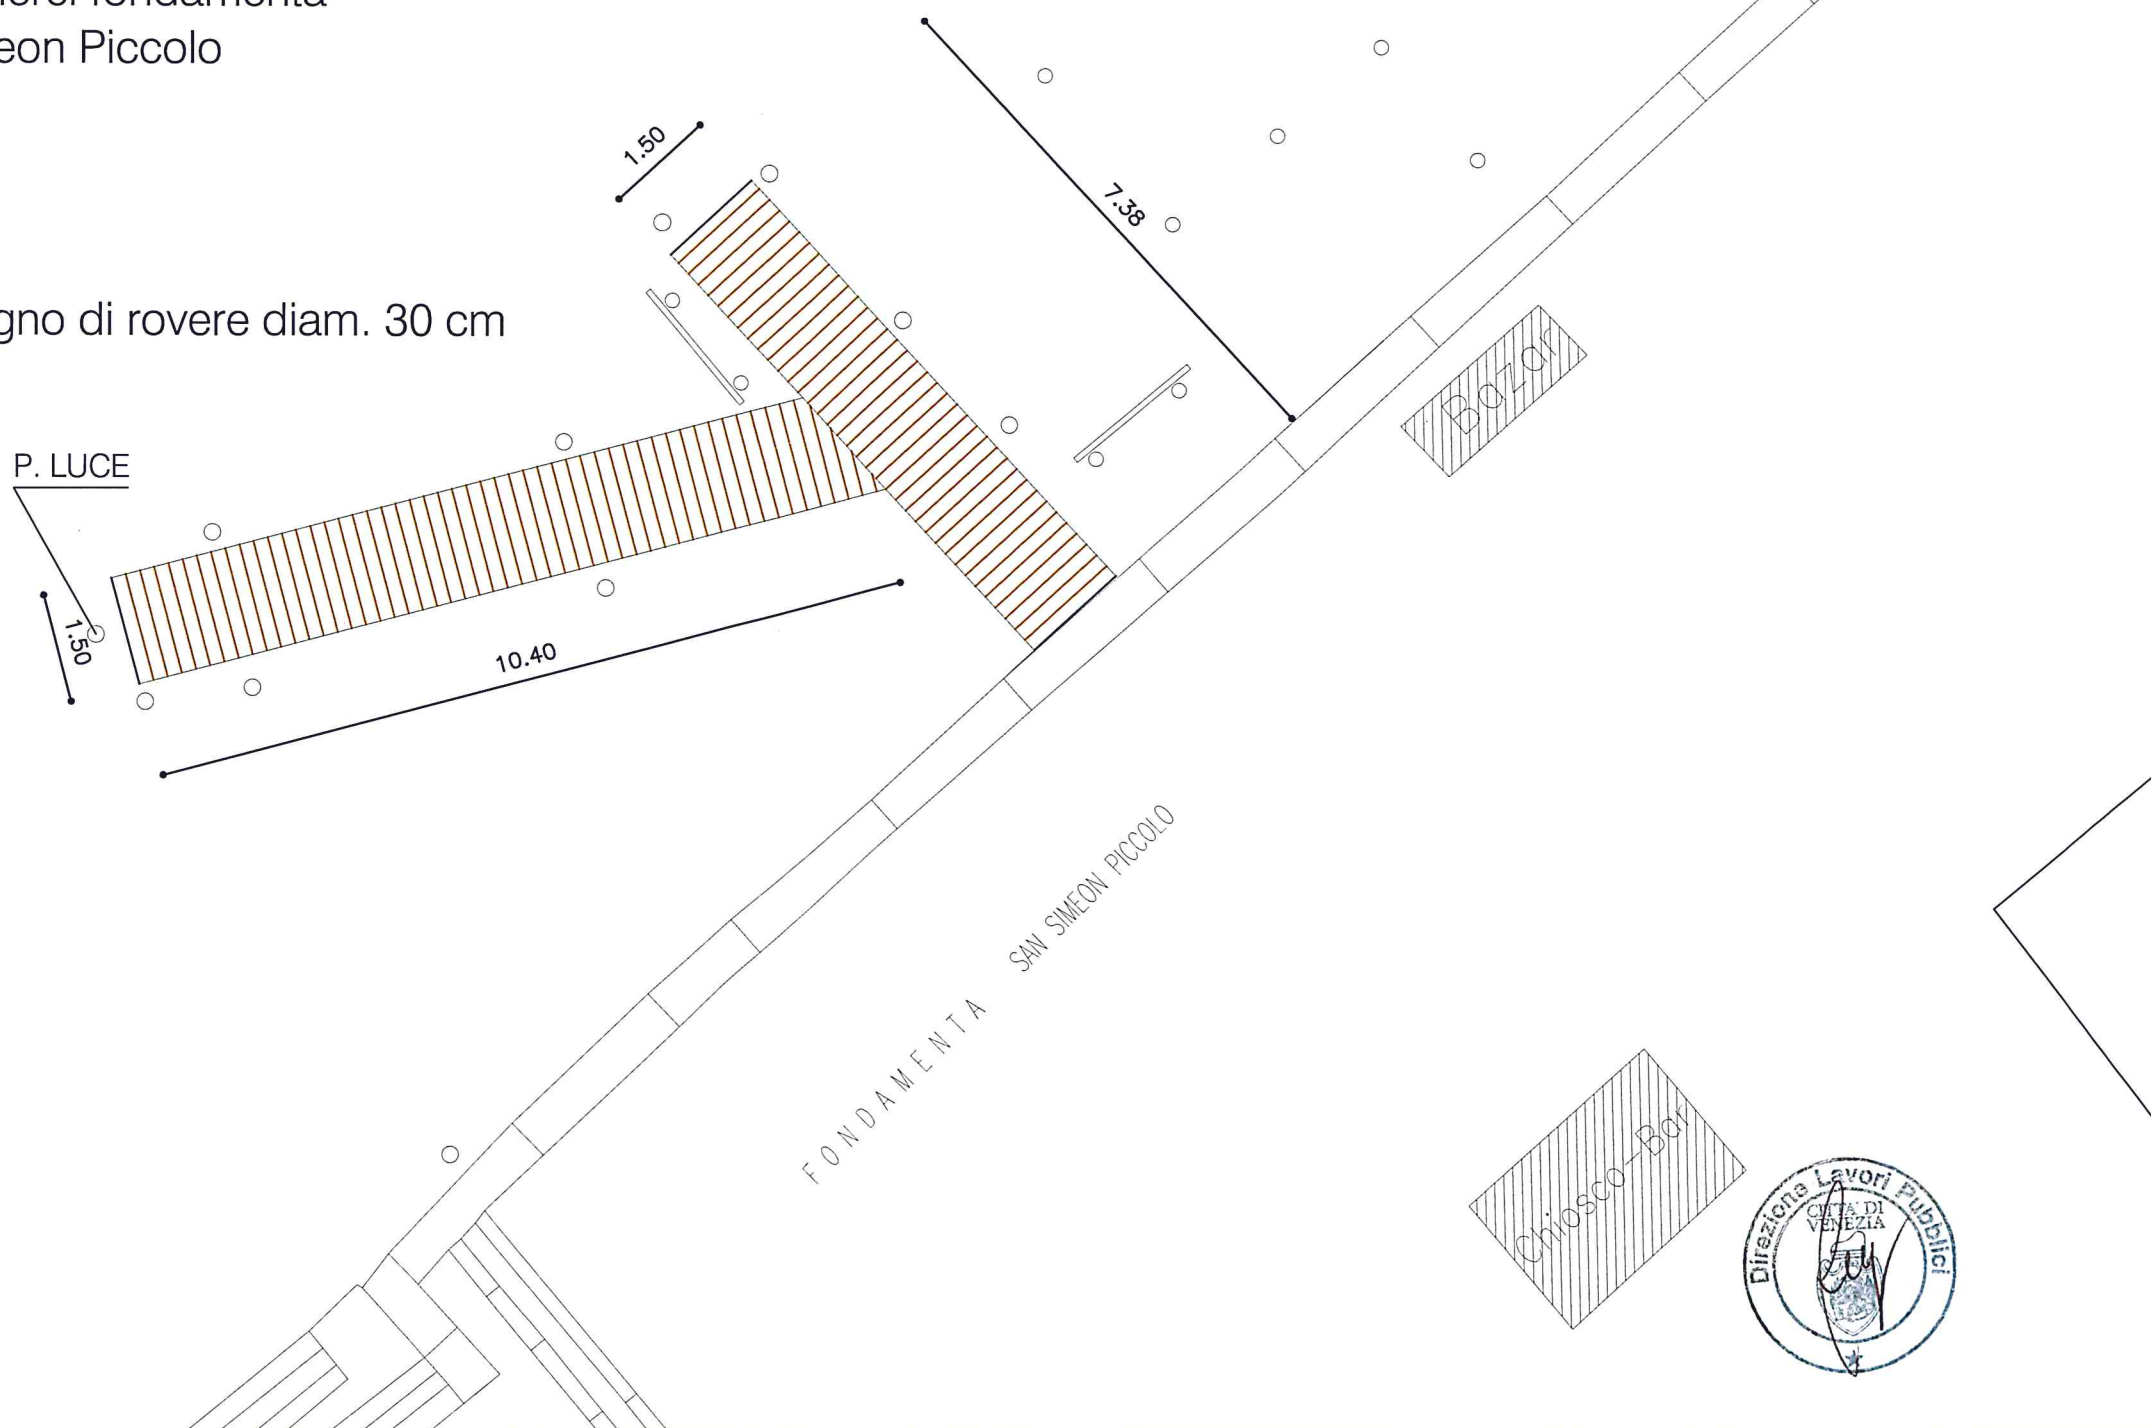 fondamenta
eon Piccolo
1.50
7.38
gno di rovere diam. 30 cm
Bazar
P. LUCE
1.50
10.40
FONDAMENTA SAN SIMEON PICCOLO
Chiosco-Bar
Direzione Lavori Pubblici
CITTA' DI
VENEZIA